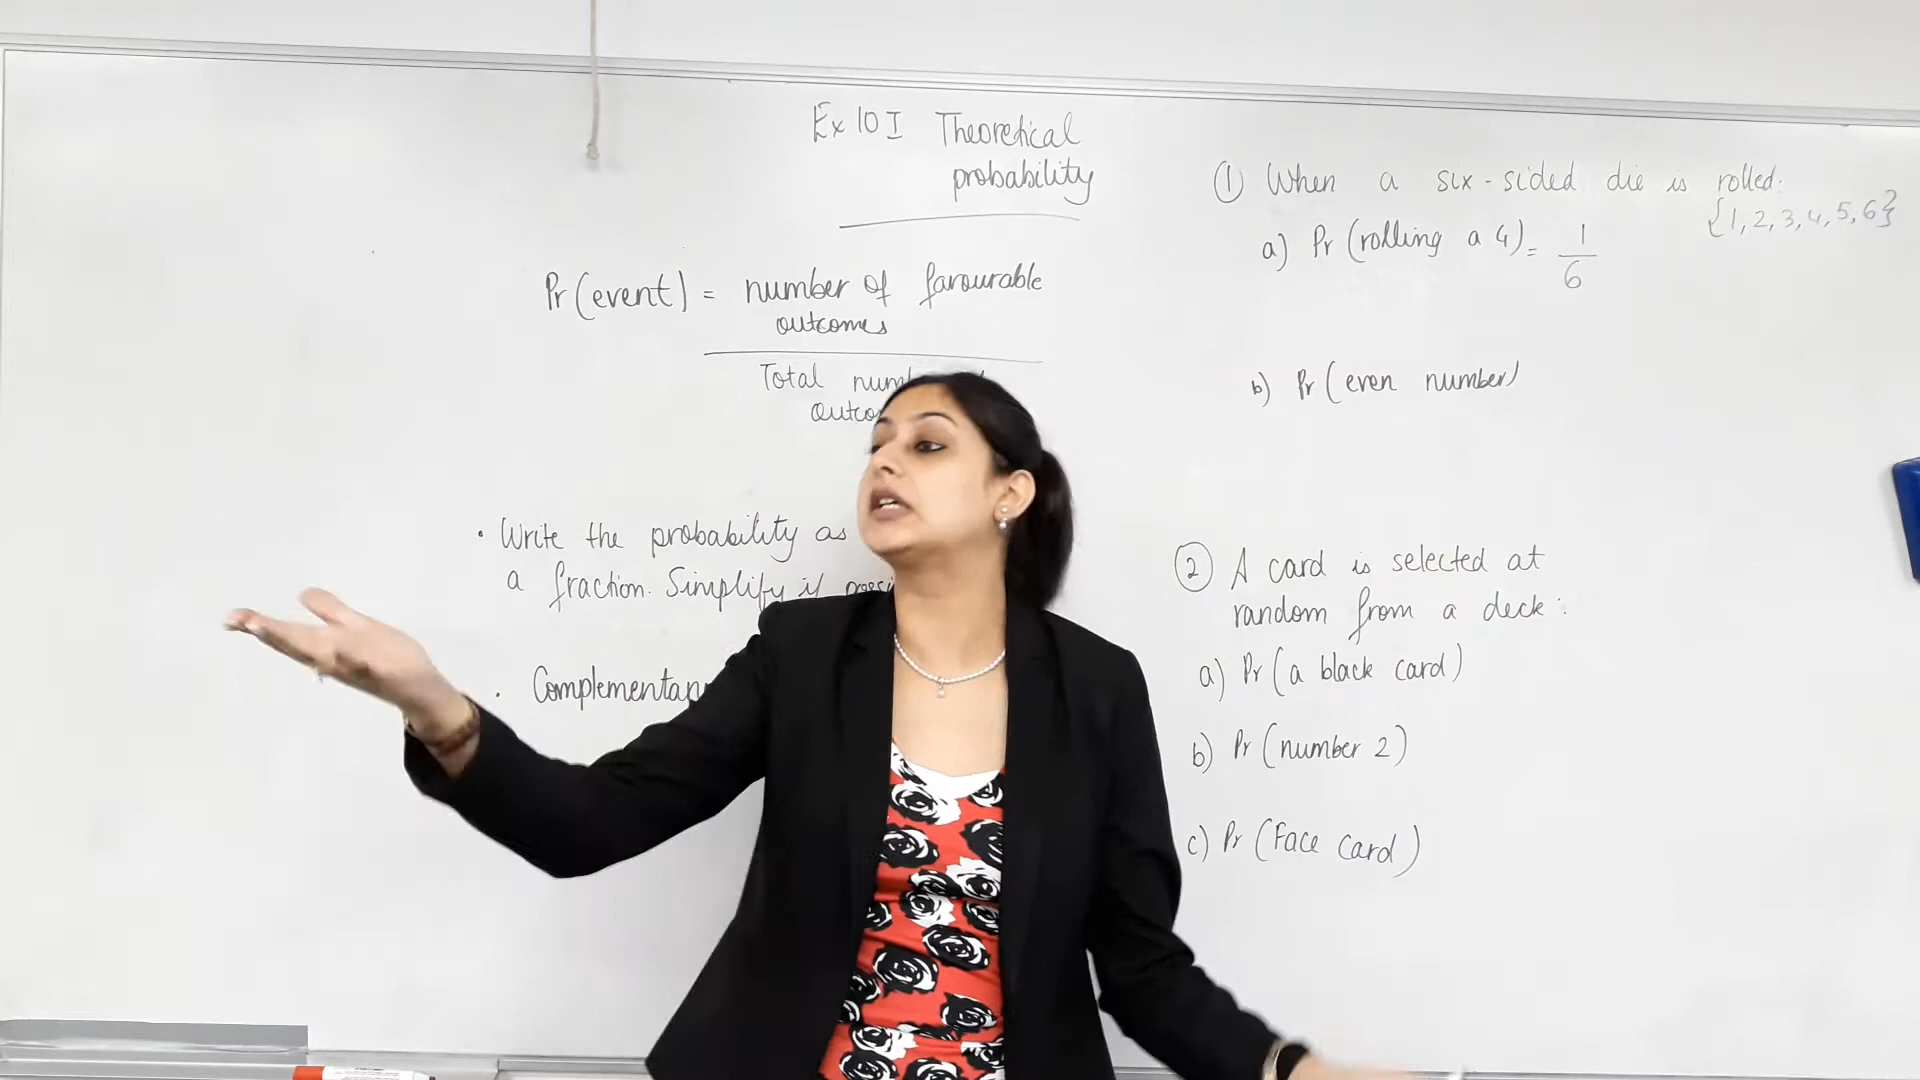 Ex 10 I Theoretical
probability
Pr (event) = number of favourable
outcomes
Total
• Write the probability as
a fraction. Simplify if
• 
① When a six-sided die is rolled:
{1, 2, 3, 4, 5, 6}
a) Pr (rolling a 4) = 1
6
b) Pr (even number)
② A card is selected at
random from a deck:
a) Pr (a black card)
b) Pr (number 2)
c) Pr (Face Card)